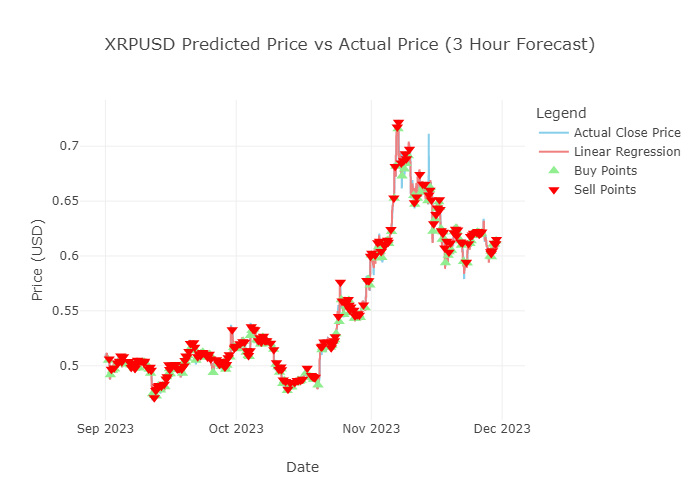 XRPUSD Predicted Price vs Actual Price (3 Hour Forecast)
Legend
Actual Close Price
Linear Regression
Buy Points
Sell Points
Price (USD)
0.7
0.65
0.6
0.55
0.5
Sep 2023
Oct 2023
Nov 2023
Dec 2023
Date